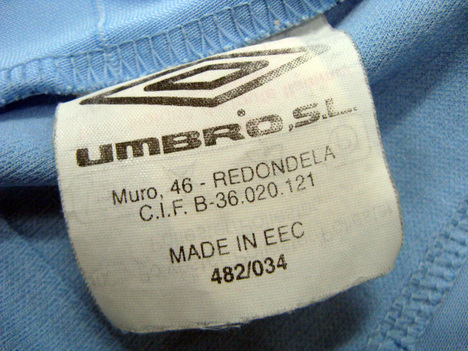 UMBRO®, S.L.
Muro, 46 - REDONDELA
C.I.F. B-36.020.121
MADE IN EEC
482/034